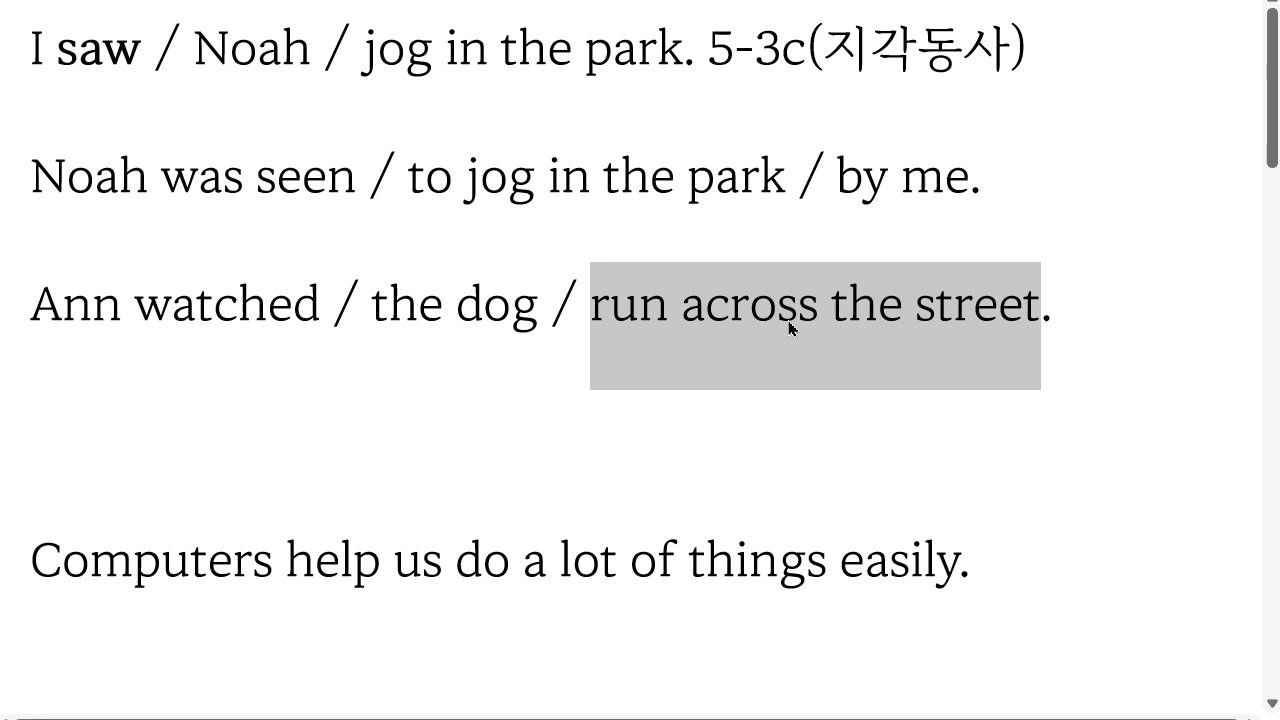 I saw / Noah / jog in the park. 5-3c(지각동사)
Noah was seen / to jog in the park / by me.
Ann watched / the dog / run across the street.
Computers help us do a lot of things easily.